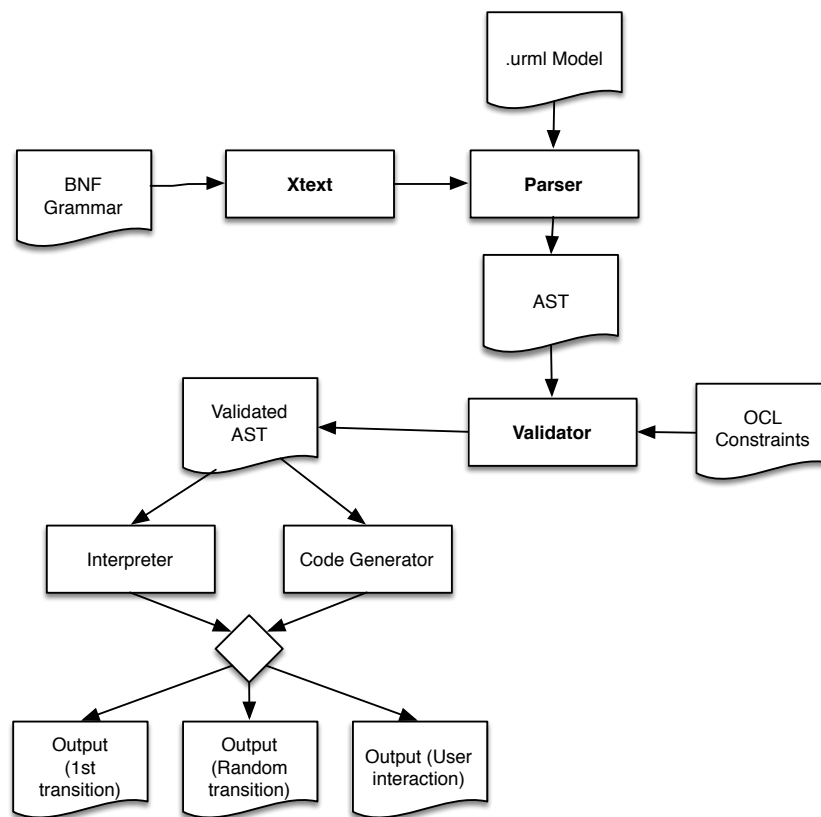 .urml Model
BNF
Grammar
Xtext
Parser
AST
Validated
AST
Validator
OCL
Constraints
Interpreter
Code Generator
Output
(1st
transition)
Output
(Random
transition)
Output (User
interaction)